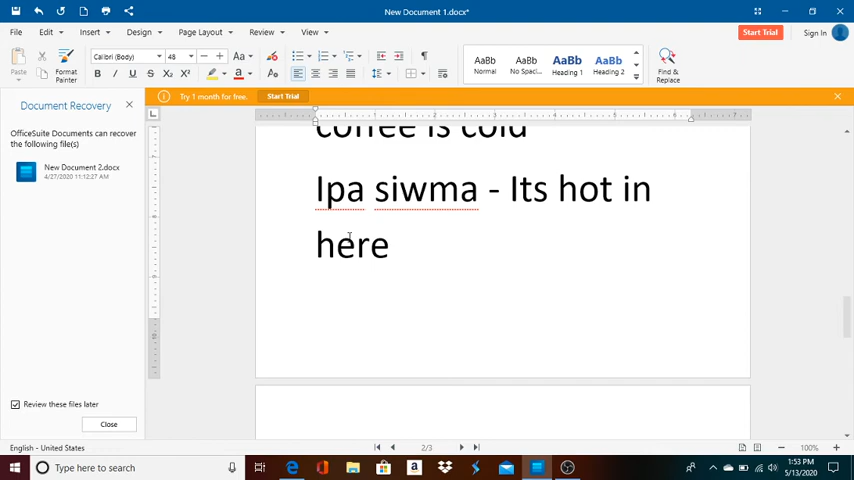 New Document 1.docx*
File Edit Insert Design Page Layout Review View Start Trial Sign In
Calibri (Body) 48 Aa AaBb AaBb AaBb AaBb
Paste Format Painter B I U S X₂ X² A Normal No Spaci... Heading 1 Heading 2 Find & Replace
Try 1 month for free. Start Trial
Document Recovery
OfficeSuite Documents can recover
the following file(s)
New Document 2.docx
4/27/2020 11:12:27 AM
coffee is cold
Ipa siwma - Its hot in
here
Review these files later
Close
English - United States 2/3 100%
Type here to search
1:53 PM
5/13/2020